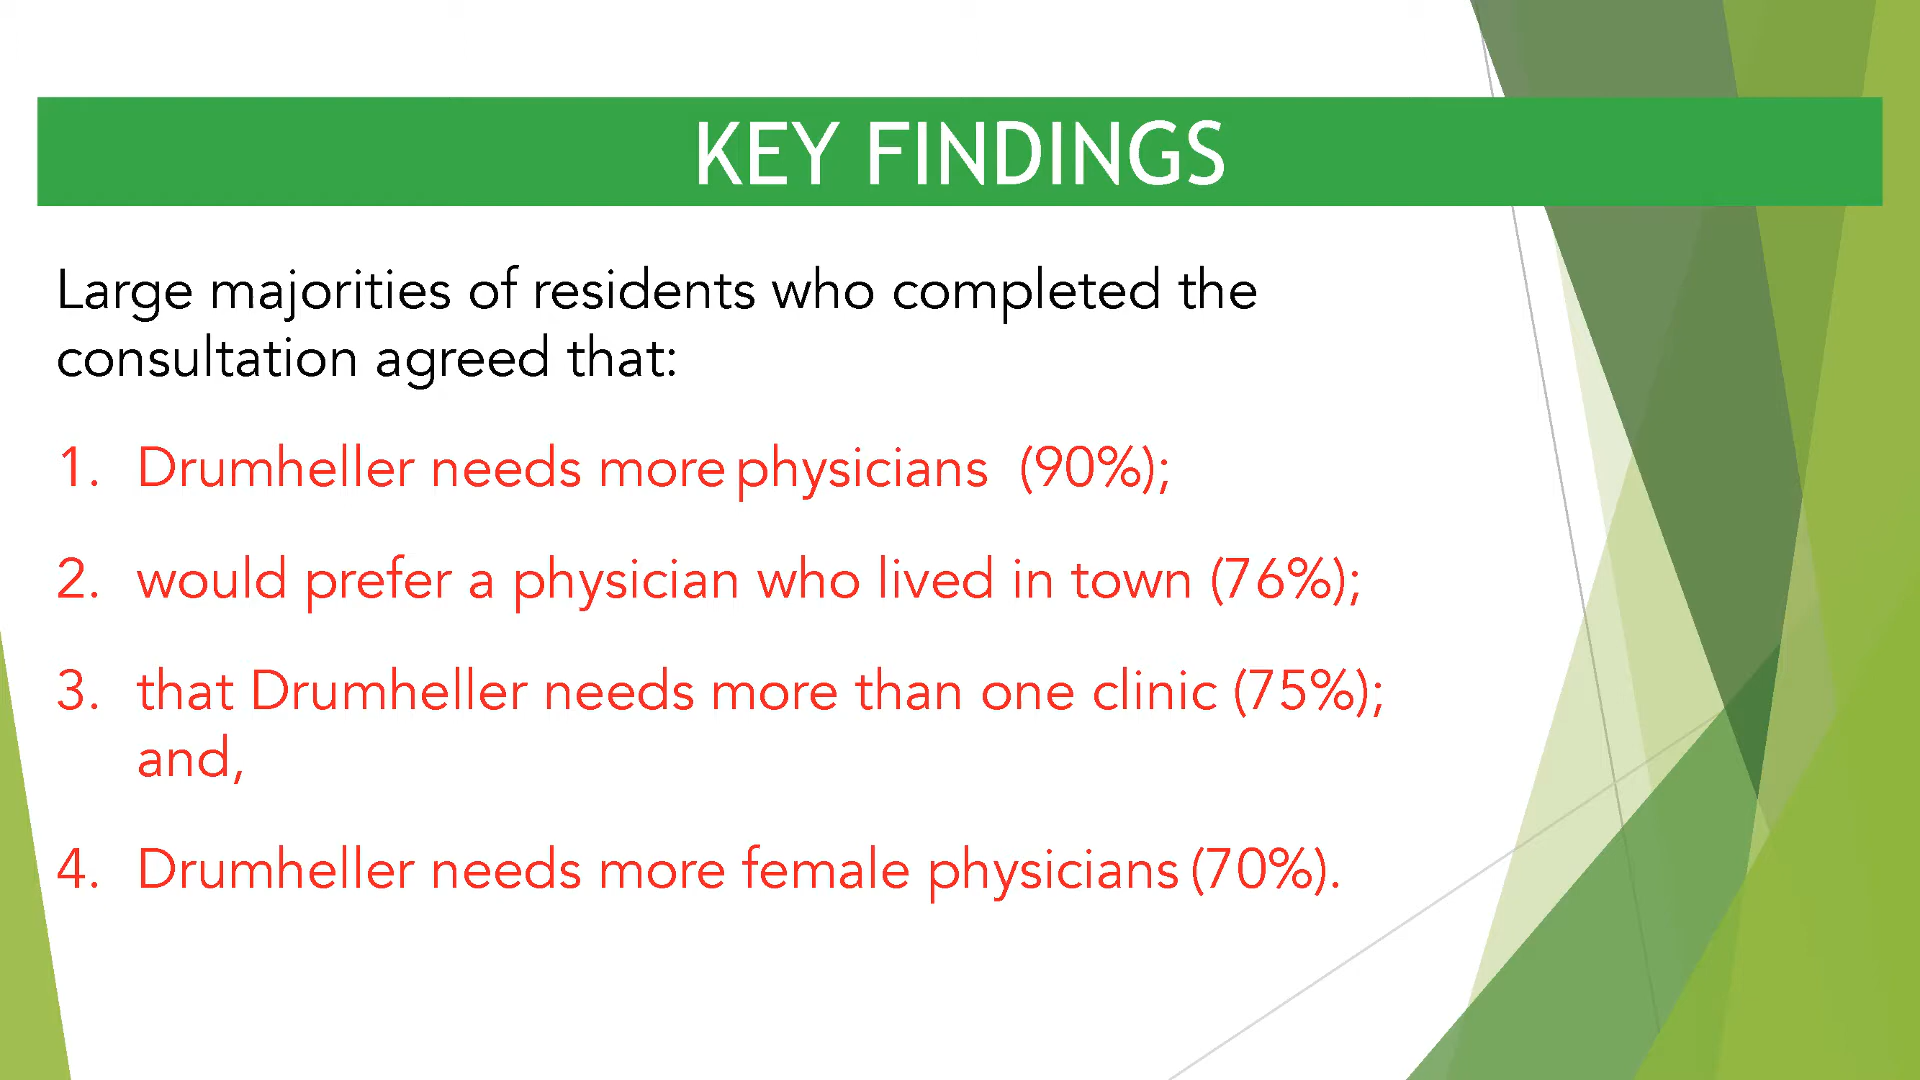 KEY FINDINGS
Large majorities of residents who completed the
consultation agreed that:
1. Drumheller needs more physicians (90%);
2. would prefer a physician who lived in town (76%);
3. that Drumheller needs more than one clinic (75%);
and,
4. Drumheller needs more female physicians (70%).